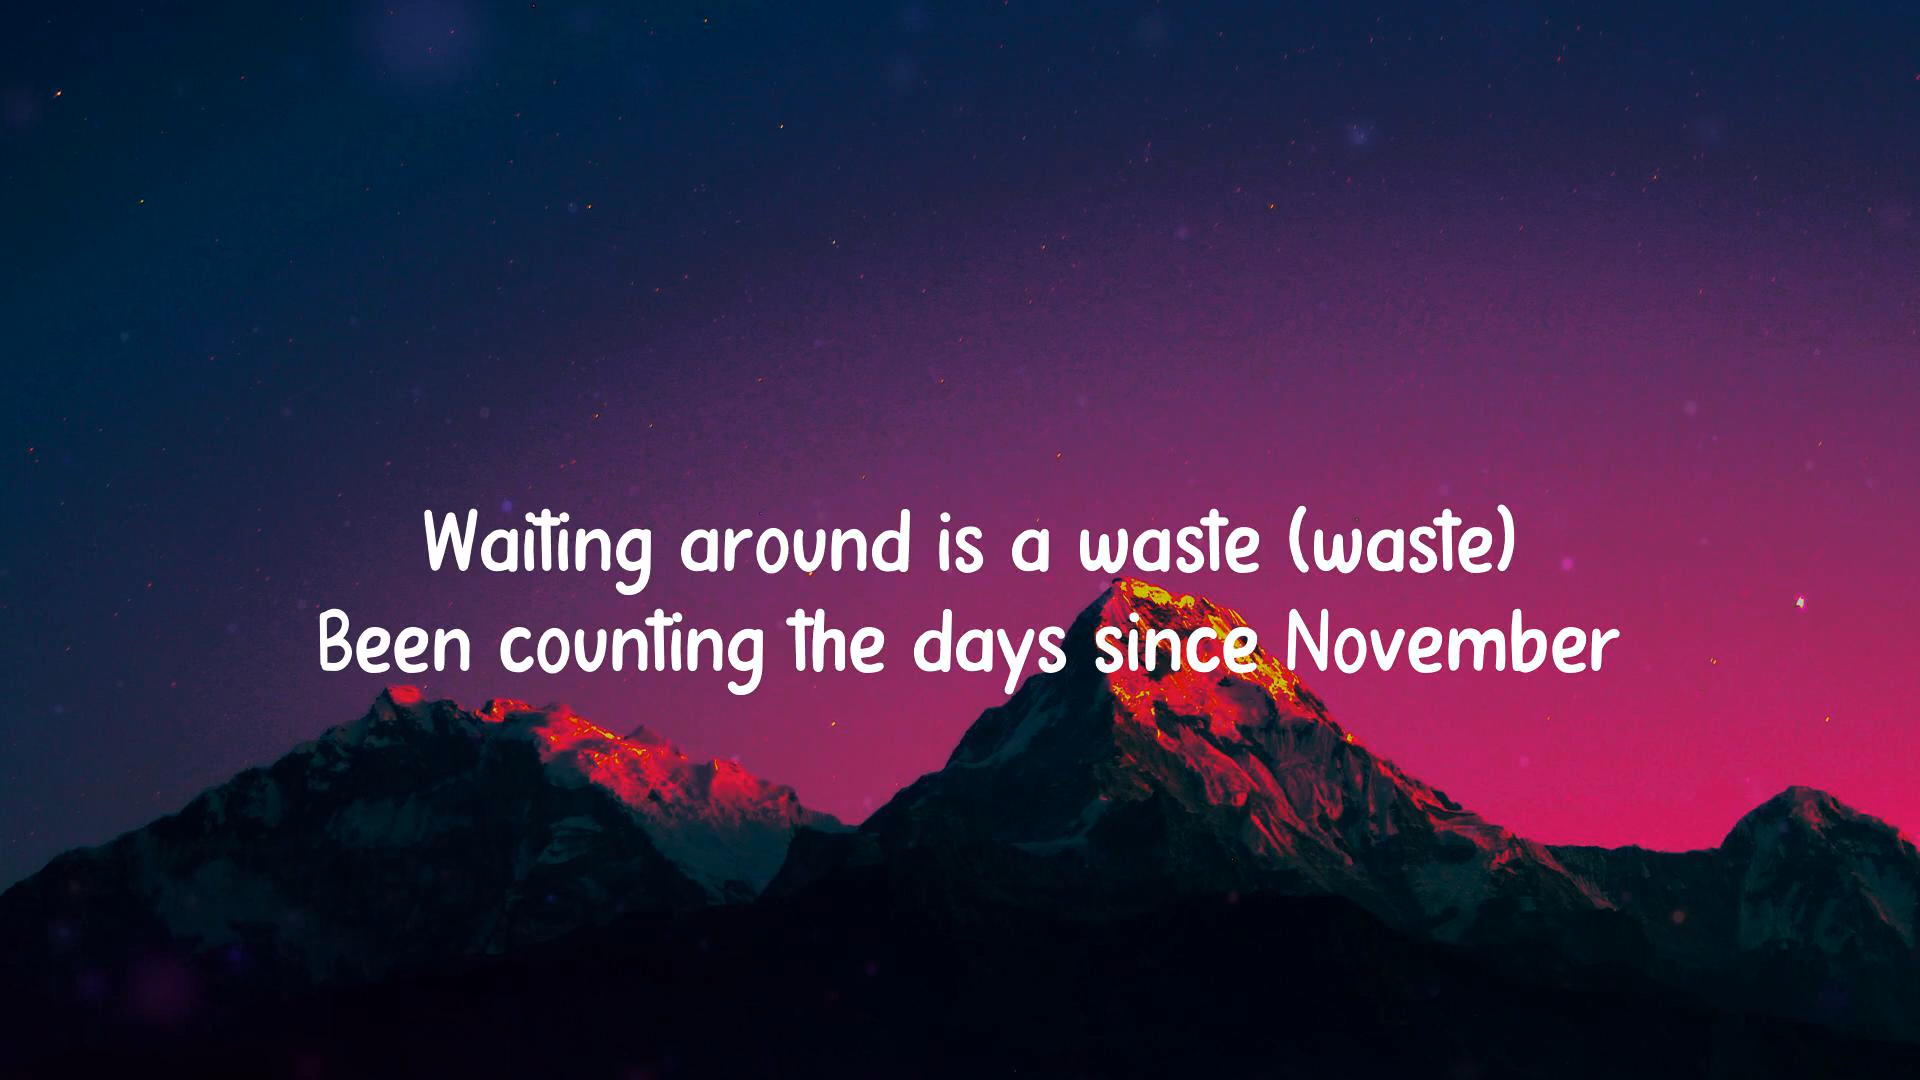 Waiting around is a waste (waste)
Been counting the days since November